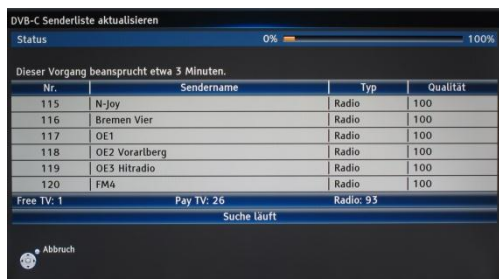 DVB-C Senderliste aktualisieren
Status 0% 100%
Dieser Vorgang beansprucht etwa 3 Minuten.
Nr. Sendername Typ Qualität
115 N-Joy Radio 100
116 Bremen Vier Radio 100
117 OE1 Radio 100
118 OE2 Vorarlberg Radio 100
119 OE3 Hitradio Radio 100
120 FM4 Radio 100
Free TV: 1 Pay TV: 26 Radio: 93
Suche läuft
Abbruch